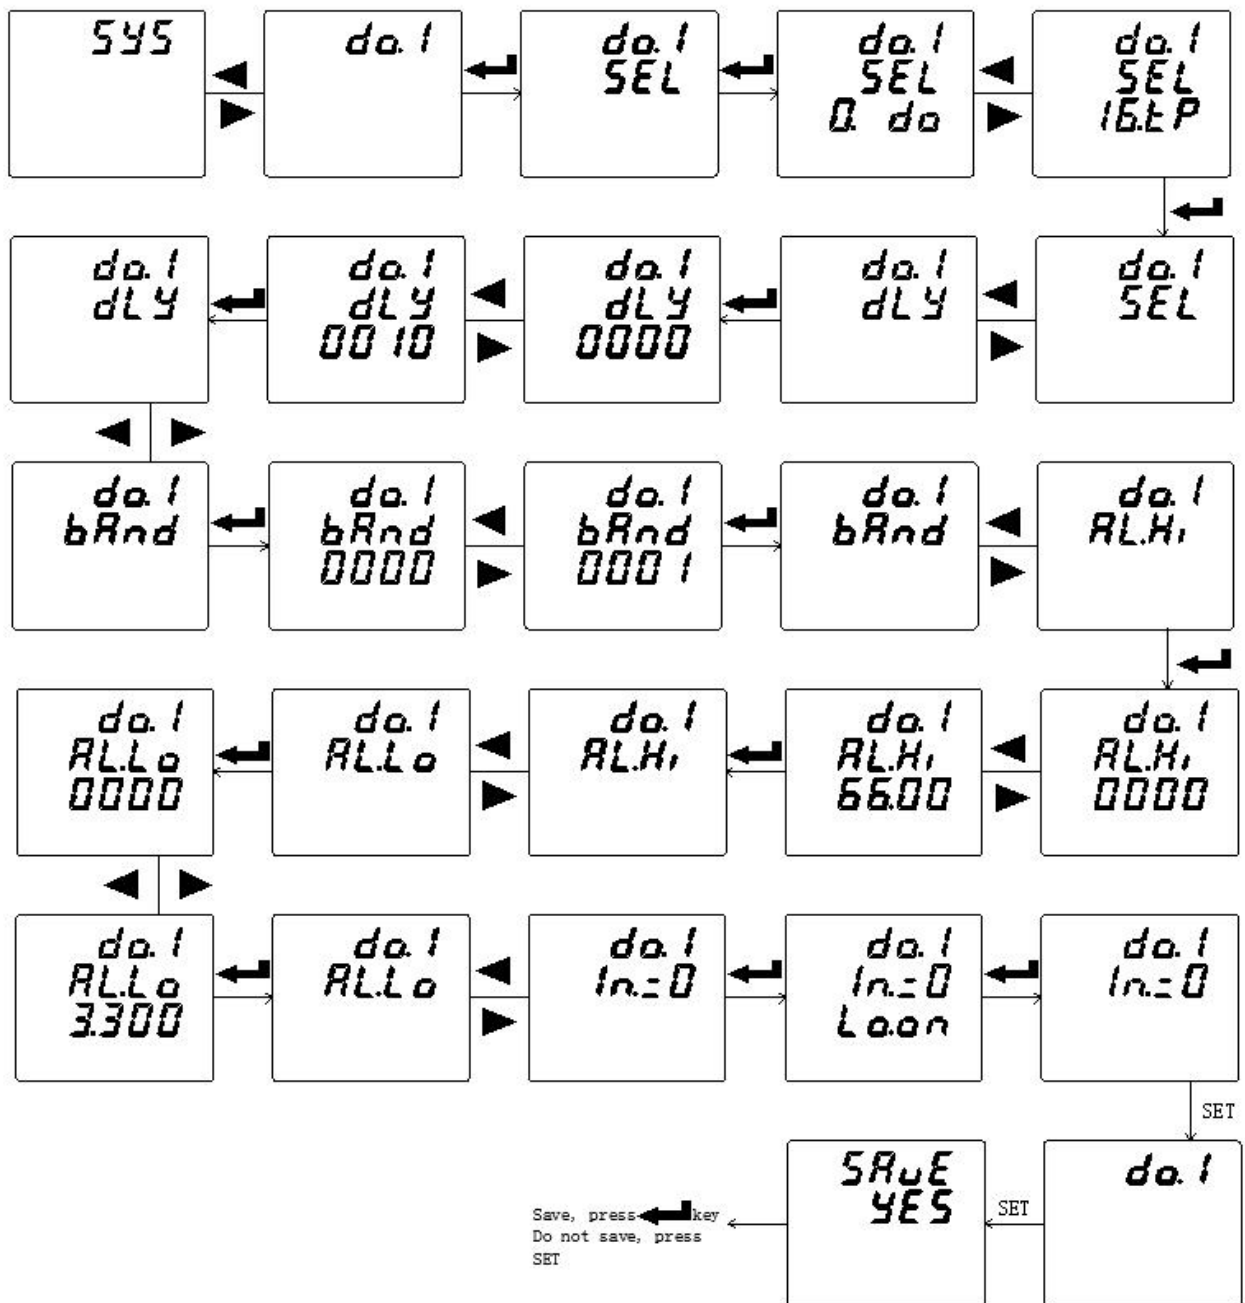 SYS
do.1
do.1
SEL
do.1
SEL
0. do
do.1
SEL
16.tP
do.1
dLY
do.1
dLY
0010
do.1
dLY
0000
do.1
dLY
do.1
SEL
do.1
bAnd
do.1
bAnd
0000
do.1
bAnd
0001
do.1
bAnd
do.1
AL.Hi
do.1
AL.Lo
0000
do.1
AL.Lo
do.1
AL.Hi
do.1
AL.Hi
66.00
do.1
AL.Hi
0000
do.1
AL.Lo
3.300
do.1
AL.Lo
do.1
In.=0
do.1
In.=0
Lo.on
do.1
In.=0
SET
SAuE
YES
SET
do.1
Save, press key
Do not save, press
SET